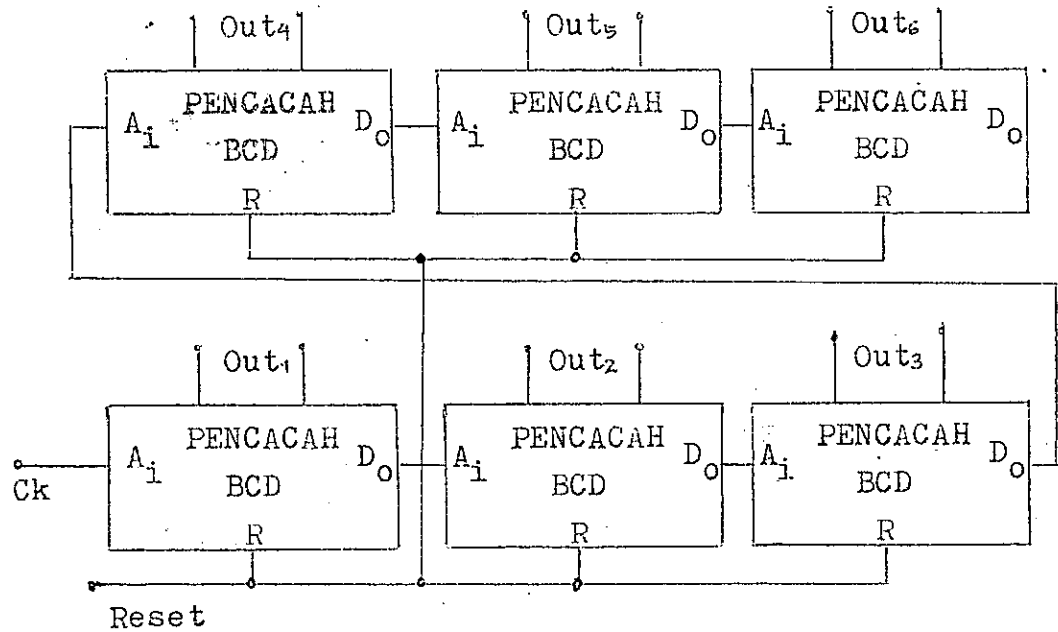 Out₄ Out₅ Out₆
PENCACAH PENCACAH PENCACAH
Aᵢ Dₒ Aᵢ Dₒ Aᵢ Dₒ
BCD BCD BCD
R R R
Out₁ Out₂ Out₃
PENCACAH PENCACAH PENCACAH
Aᵢ Dₒ Aᵢ Dₒ Aᵢ Dₒ
Ck BCD BCD BCD
R R R
Reset